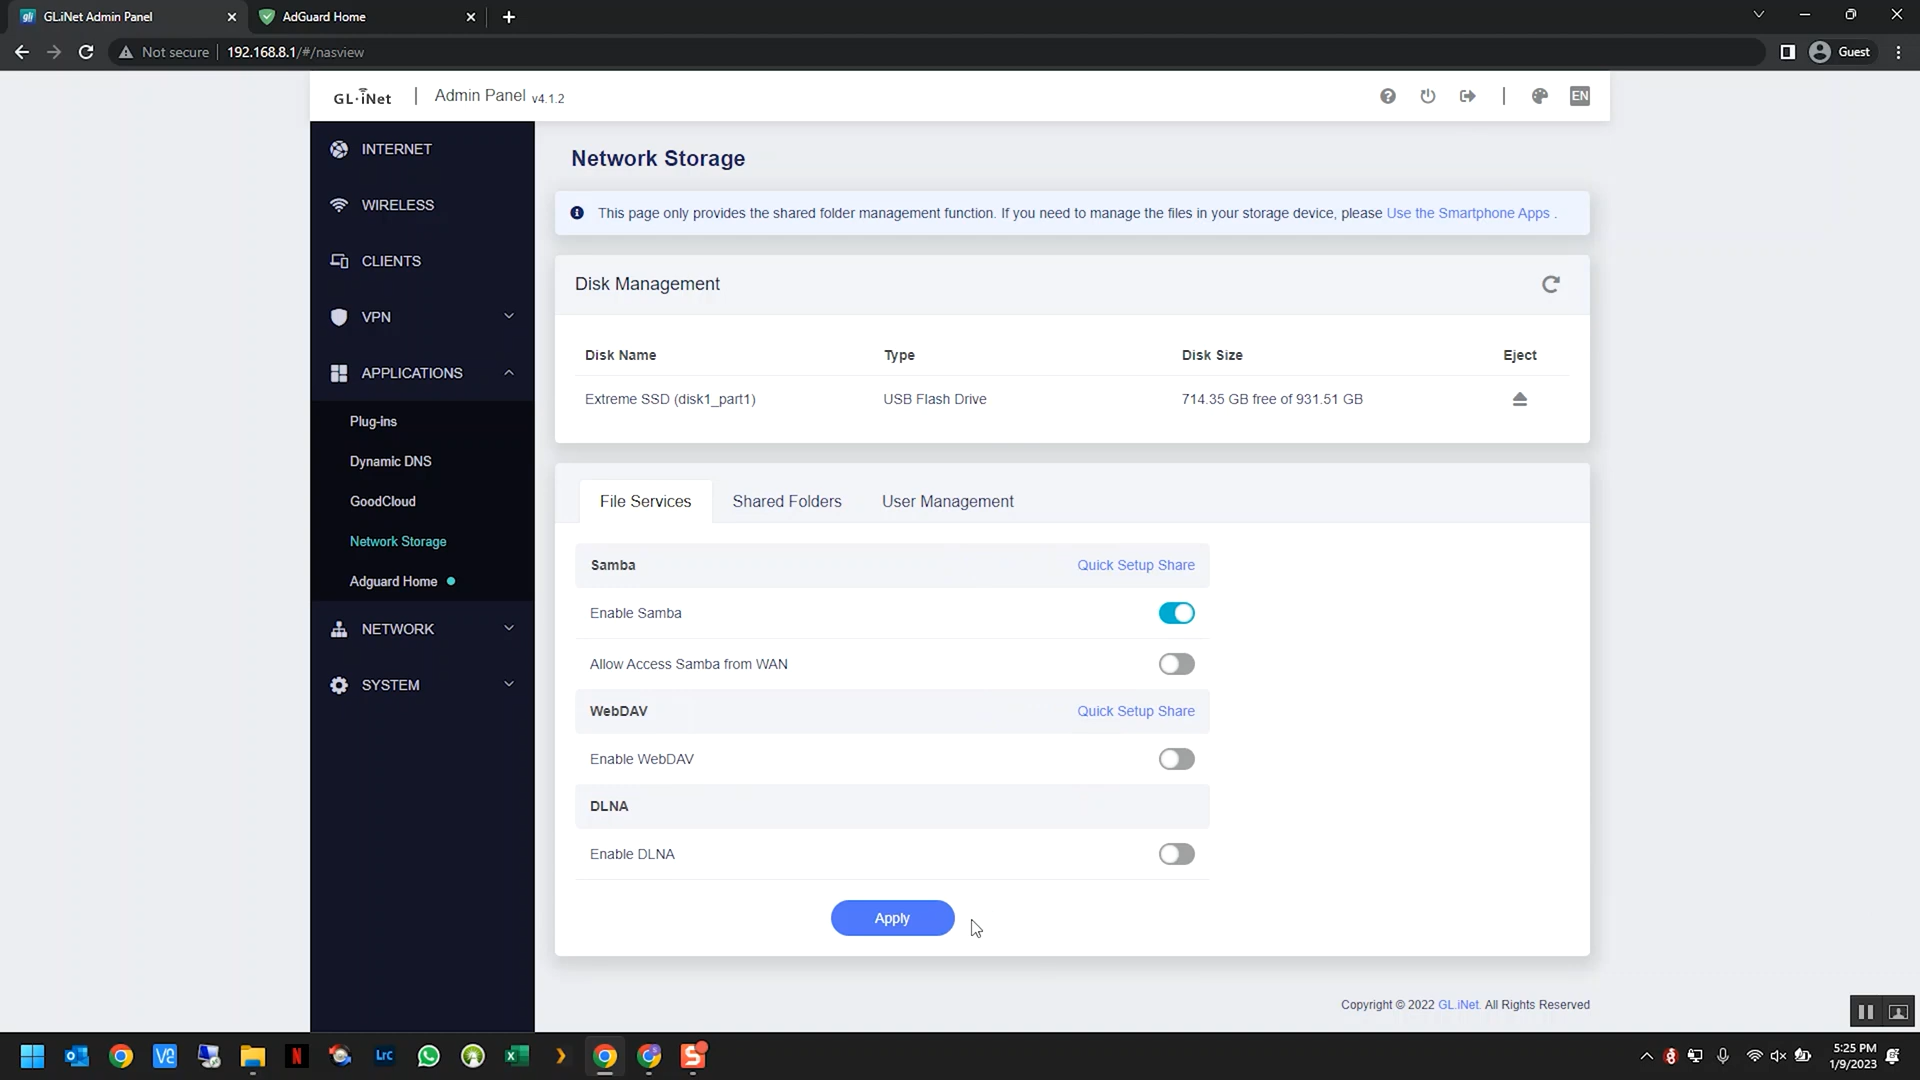 GL.iNet Admin Panel
AdGuard Home
Not secure
192.168.8.1/#/nasview
Guest
GL·iNet
Admin Panel v4.1.2
EN
INTERNET
WIRELESS
CLIENTS
VPN
APPLICATIONS
Plug-ins
Dynamic DNS
GoodCloud
Network Storage
Adguard Home
NETWORK
SYSTEM
Network Storage
This page only provides the shared folder management function. If you need to manage the files in your storage device, please Use the Smartphone Apps .
Disk Management
Disk Name Type Disk Size Eject
Extreme SSD (disk1_part1) USB Flash Drive 714.35 GB free of 931.51 GB
File Services Shared Folders User Management
Samba Quick Setup Share
Enable Samba
Allow Access Samba from WAN
WebDAV Quick Setup Share
Enable WebDAV
DLNA
Enable DLNA
Apply
Copyright © 2022 GL.iNet. All Rights Reserved
Lrc
5:25 PM
1/9/2023